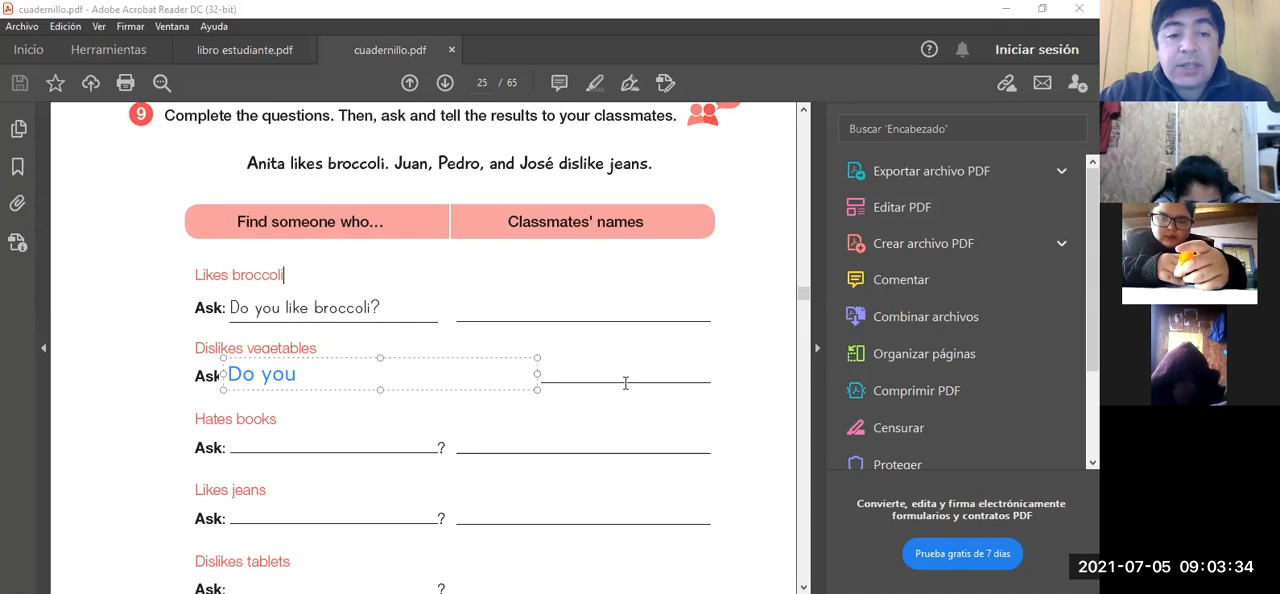 cuadernillo.pdf - Adobe Acrobat Reader DC (32-bit)
Archivo Edición Ver Firmar Ventana Ayuda
Inicio Herramientas libro estudiante.pdf cuadernillo.pdf × Iniciar sesión
25 / 65
9 Complete the questions. Then, ask and tell the results to your classmates.
Anita likes broccoli. Juan, Pedro, and José dislike jeans.
Find someone who... Classmates' names
Likes broccoli
Ask: Do you like broccoli?
Dislikes vegetables
Ask Do you
Hates books
Ask: ?
Likes jeans
Ask: ?
Dislikes tablets
Ask: ?
Buscar 'Encabezado'
Exportar archivo PDF
Editar PDF
Crear archivo PDF
Comentar
Combinar archivos
Organizar páginas
Comprimir PDF
Censurar
Proteger
Convierte, edita y firma electrónicamente
formularios y contratos PDF
Prueba gratis de 7 días
2021-07-05 09:03:34